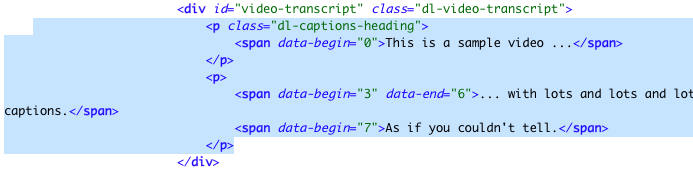 <div id="video-transcript" class="dl-video-transcript">
<p class="dl-captions-heading">
<span data-begin="0">This is a sample video ...</span>
</p>
<p>
<span data-begin="3" data-end="6">... with lots and lots and lot
captions.</span>
<span data-begin="7">As if you couldn't tell.</span>
</p>
</div>